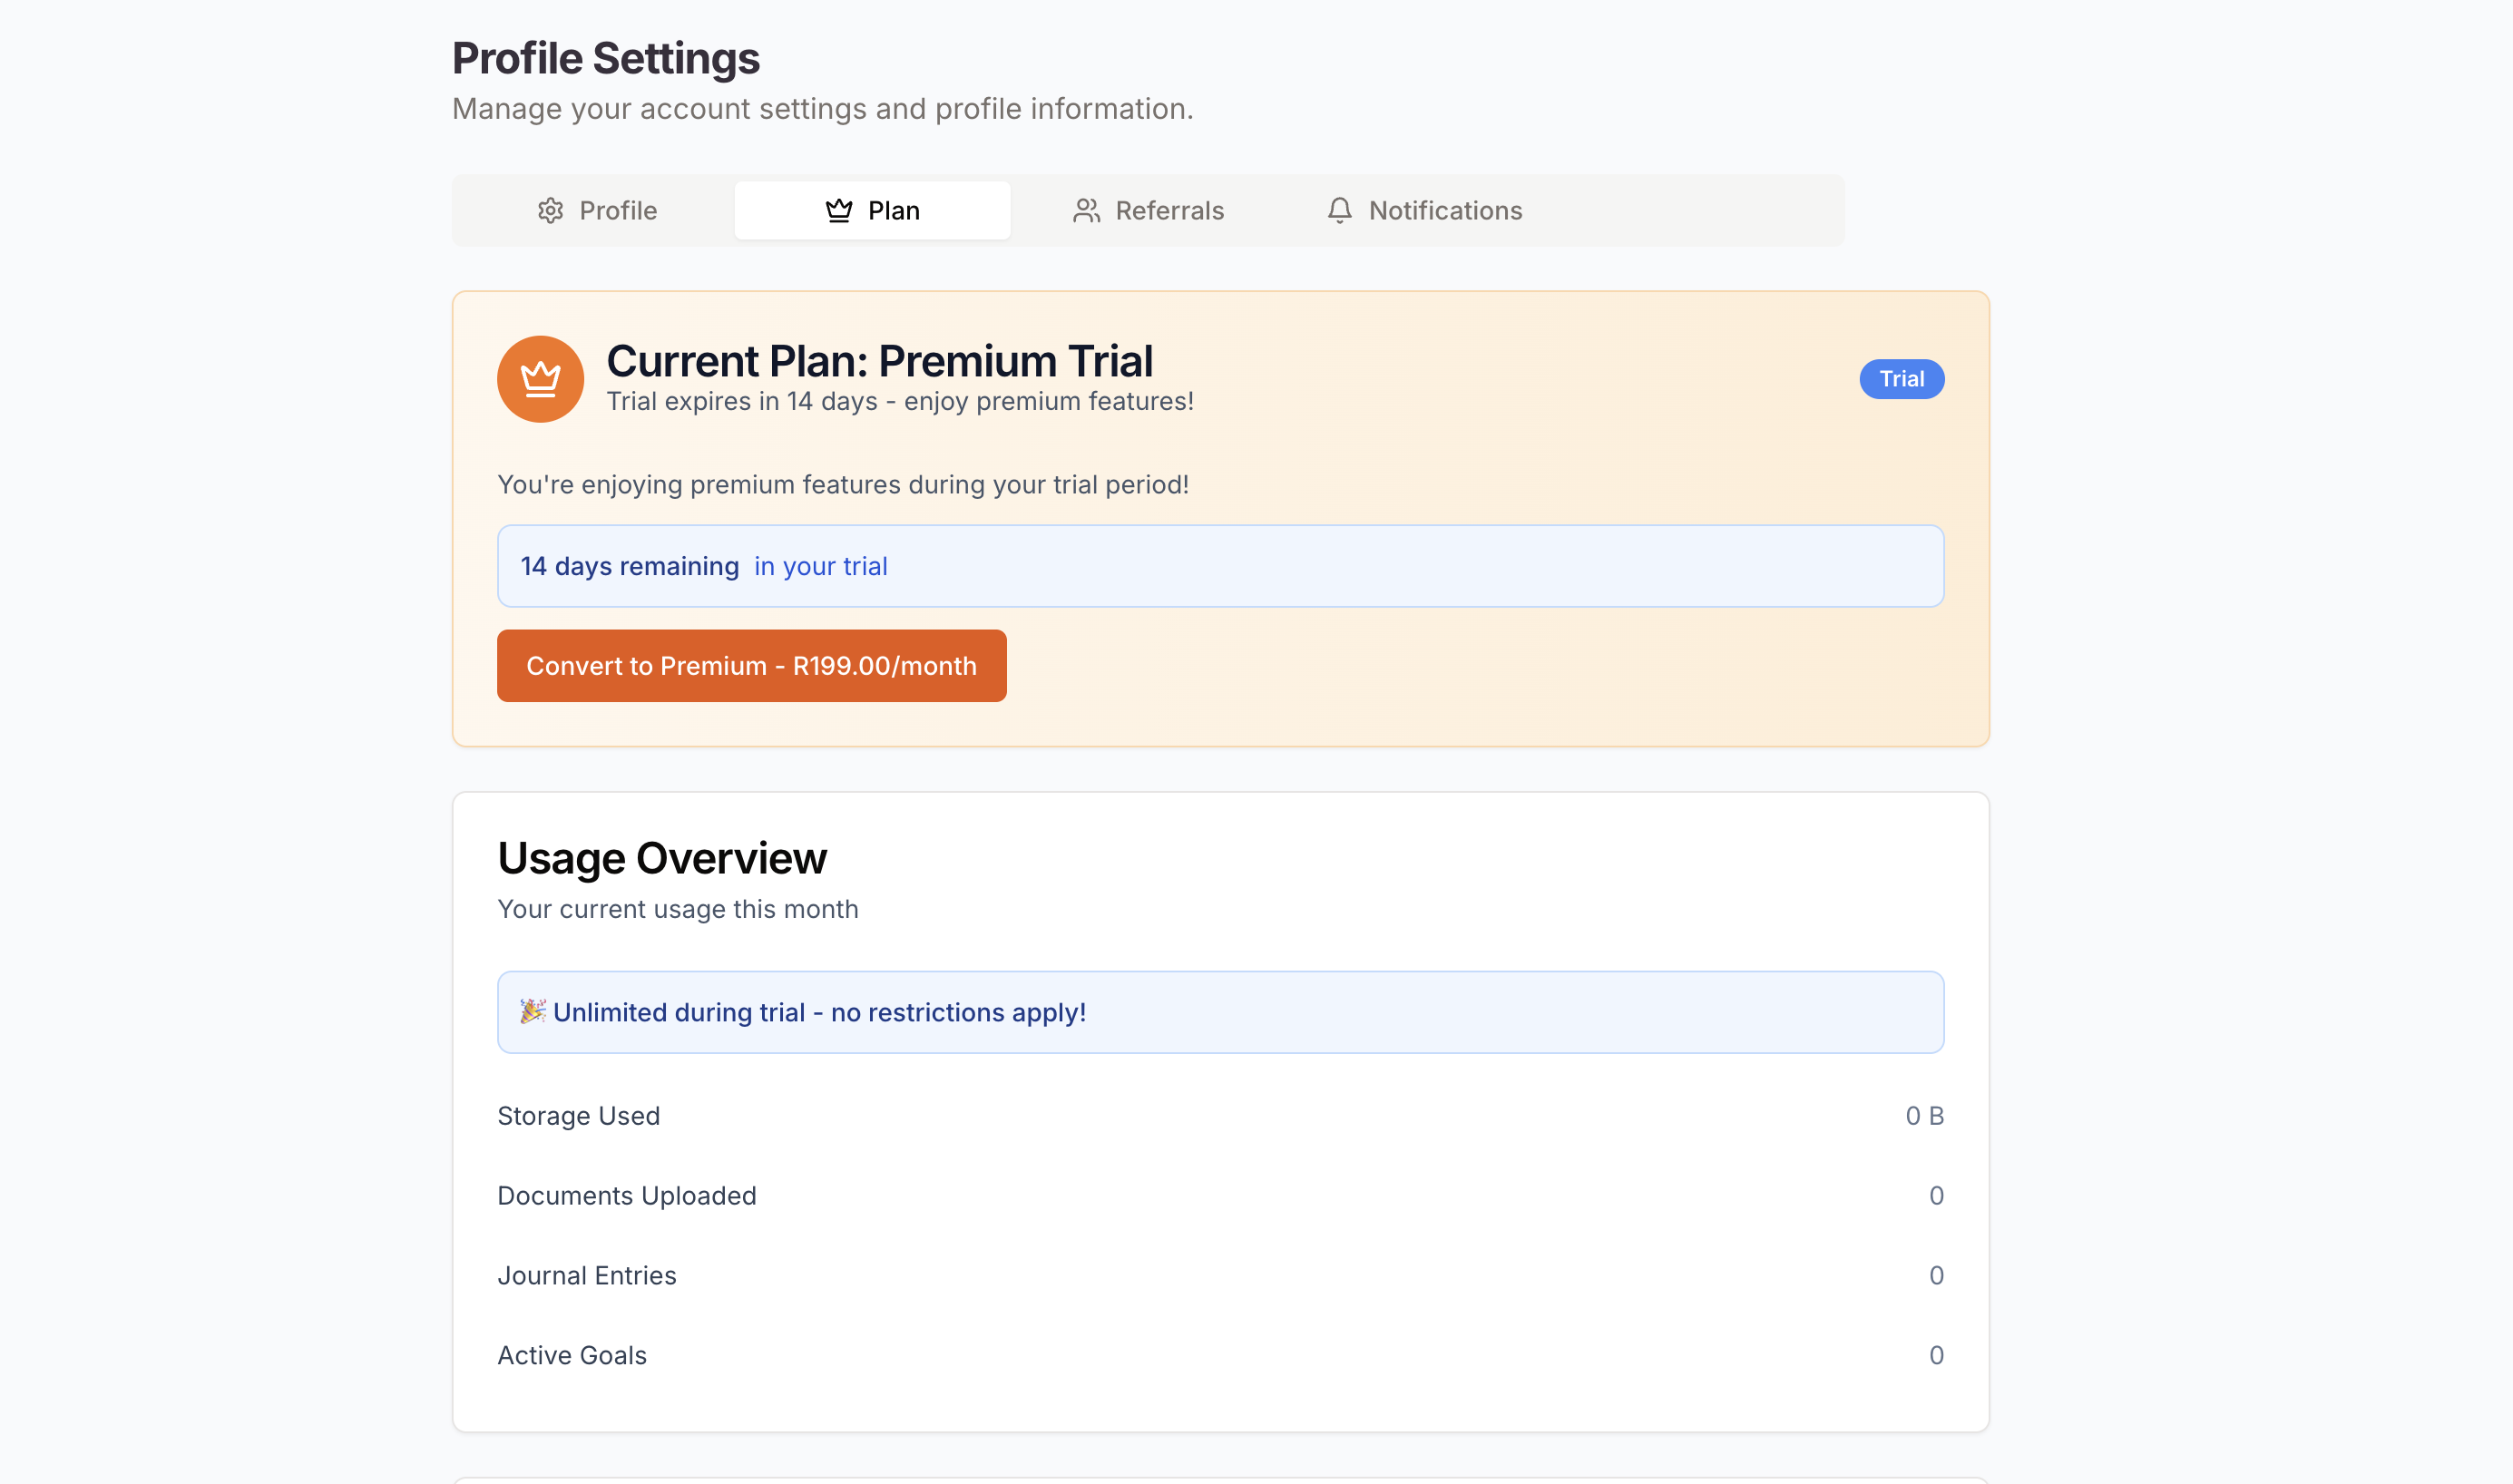 Profile Settings
Manage your account settings and profile information.
Profile
Plan
Referrals
Notifications
Current Plan: Premium Trial
Trial expires in 14 days - enjoy premium features!
Trial
You're enjoying premium features during your trial period!
14 days remaining in your trial
Convert to Premium - R199.00/month
Usage Overview
Your current usage this month
🎉 Unlimited during trial - no restrictions apply!
Storage Used 0 B
Documents Uploaded 0
Journal Entries 0
Active Goals 0